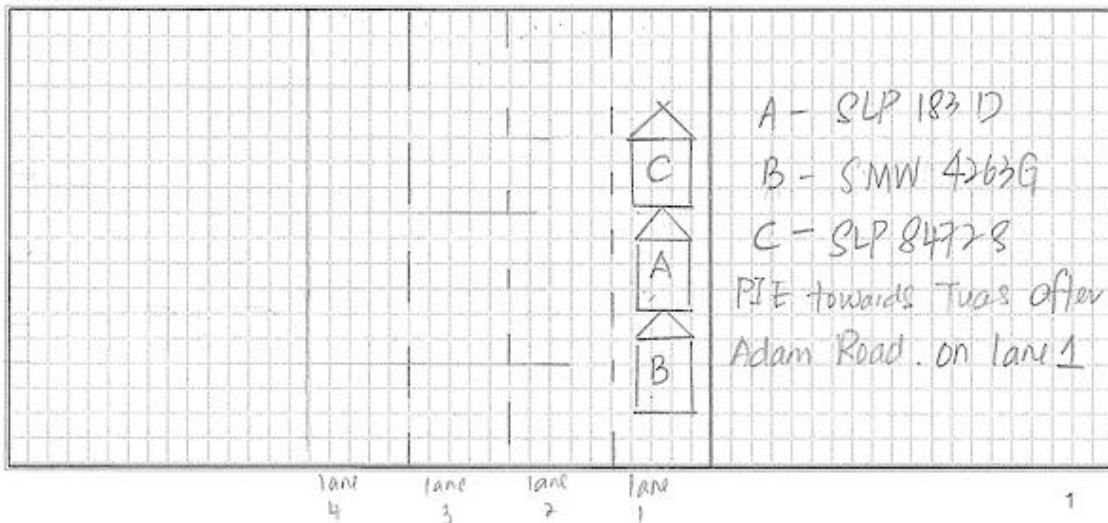 A - SLP 183 D
B - SMW 4263G
C - SLP 8472S
PIE towards Tuas after
Adam Road. on lane 1
C
A
B
lane 4
lane 3
lane 2
lane 1
1